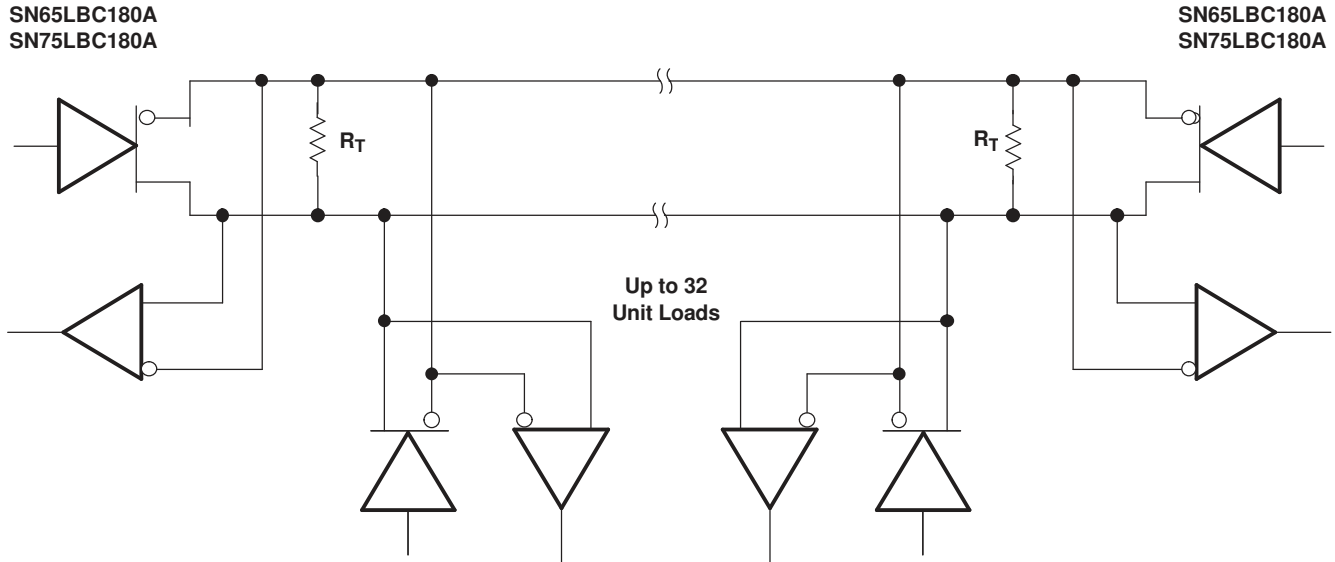 SN65LBC180A
SN75LBC180A
SN65LBC180A
SN75LBC180A
RT
RT
Up to 32
Unit Loads